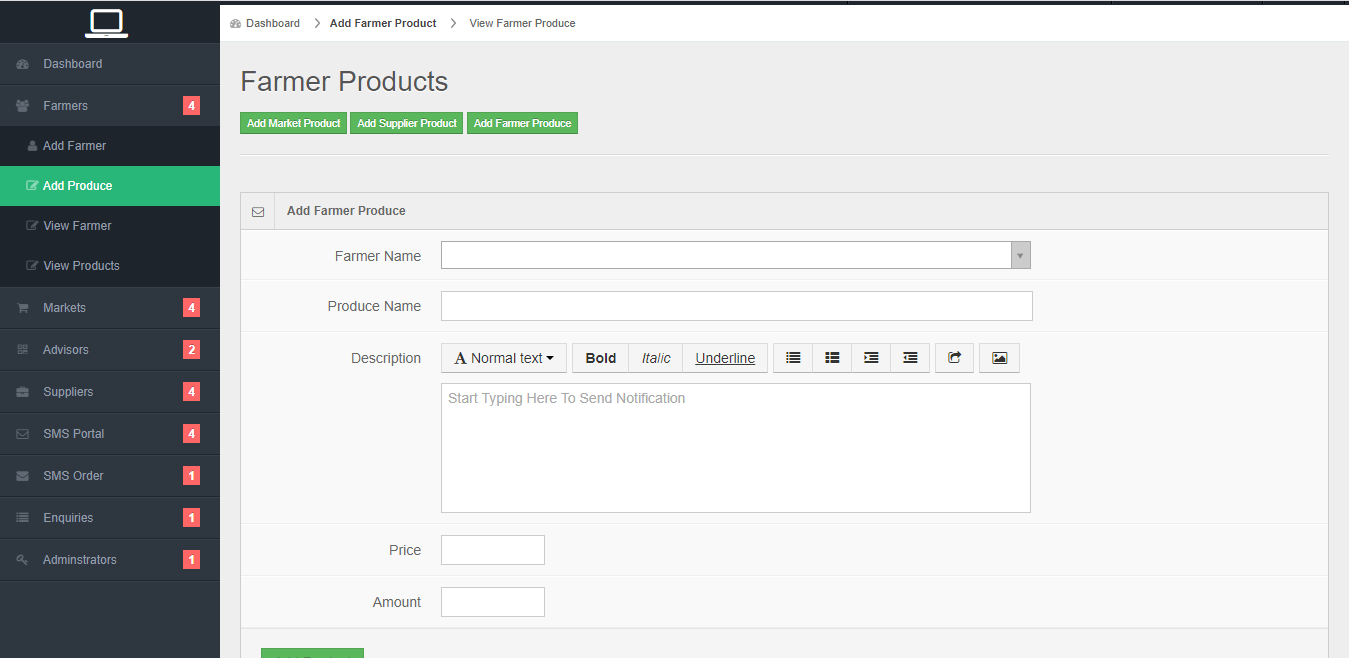 Dashboard
Farmers 4
Add Farmer
Add Produce
View Farmer
View Products
Markets 4
Advisors 2
Suppliers 4
SMS Portal 4
SMS Order 1
Enquiries 1
Adminstrators 1
Dashboard Add Farmer Product View Farmer Produce
Farmer Products
Add Market Product Add Supplier Product Add Farmer Produce
Add Farmer Produce
Farmer Name
Produce Name
Description
A Normal text Bold Italic Underline
Start Typing Here To Send Notification
Price
Amount